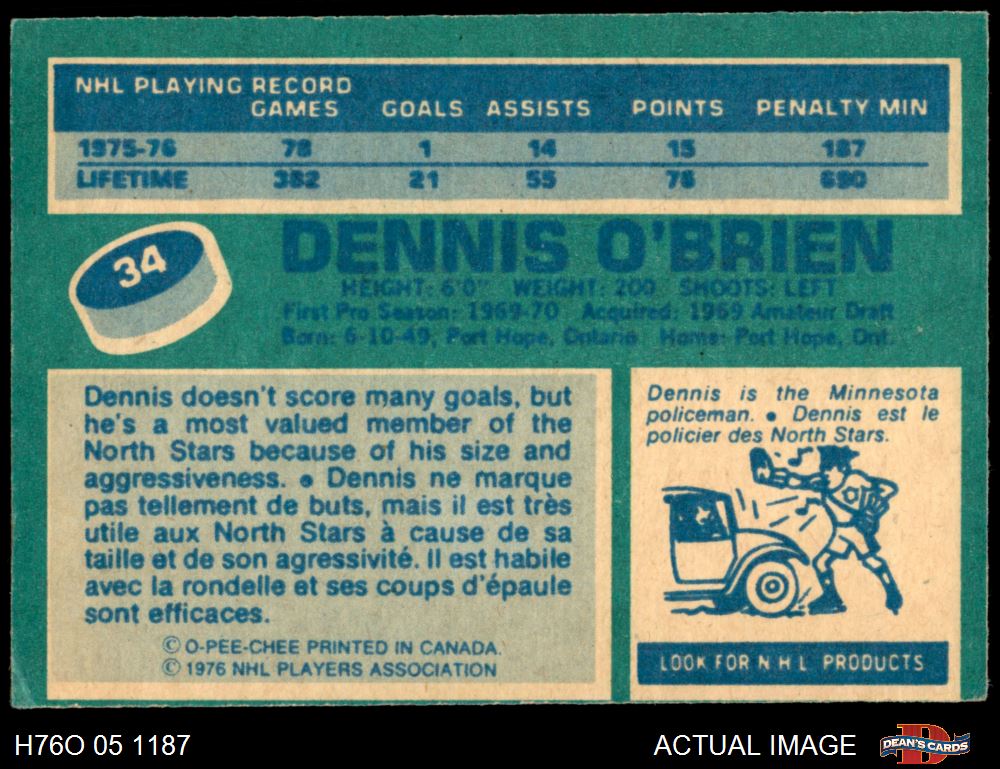 NHL PLAYING RECORD
GAMES GOALS ASSISTS POINTS PENALTY MIN
1975-76 78 1 14 15 187
LIFETIME 382 21 55 76 690
34
DENNIS O'BRIEN
HEIGHT: 6'0" WEIGHT: 200 SHOOTS: LEFT
First Pro Season: 1969-70 Acquired: 1969 Amateur Draft
Born: 6-10-49, Port Hope, Ontario Home: Port Hope, Ont.
Dennis doesn't score many goals, but
he's a most valued member of the
North Stars because of his size and
aggressiveness. • Dennis ne marque
pas tellement de buts, mais il est très
utile aux North Stars à cause de sa
taille et de son agressivité. Il est habile
avec la rondelle et ses coups d'épaule
sont efficaces.
© O-PEE-CHEE PRINTED IN CANADA.
© 1976 NHL PLAYERS ASSOCIATION
Dennis is the Minnesota
policeman. • Dennis est le
policier des North Stars.
LOOK FOR N H L PRODUCTS
H76O 05 1187
ACTUAL IMAGE
DEAN'S CARDS